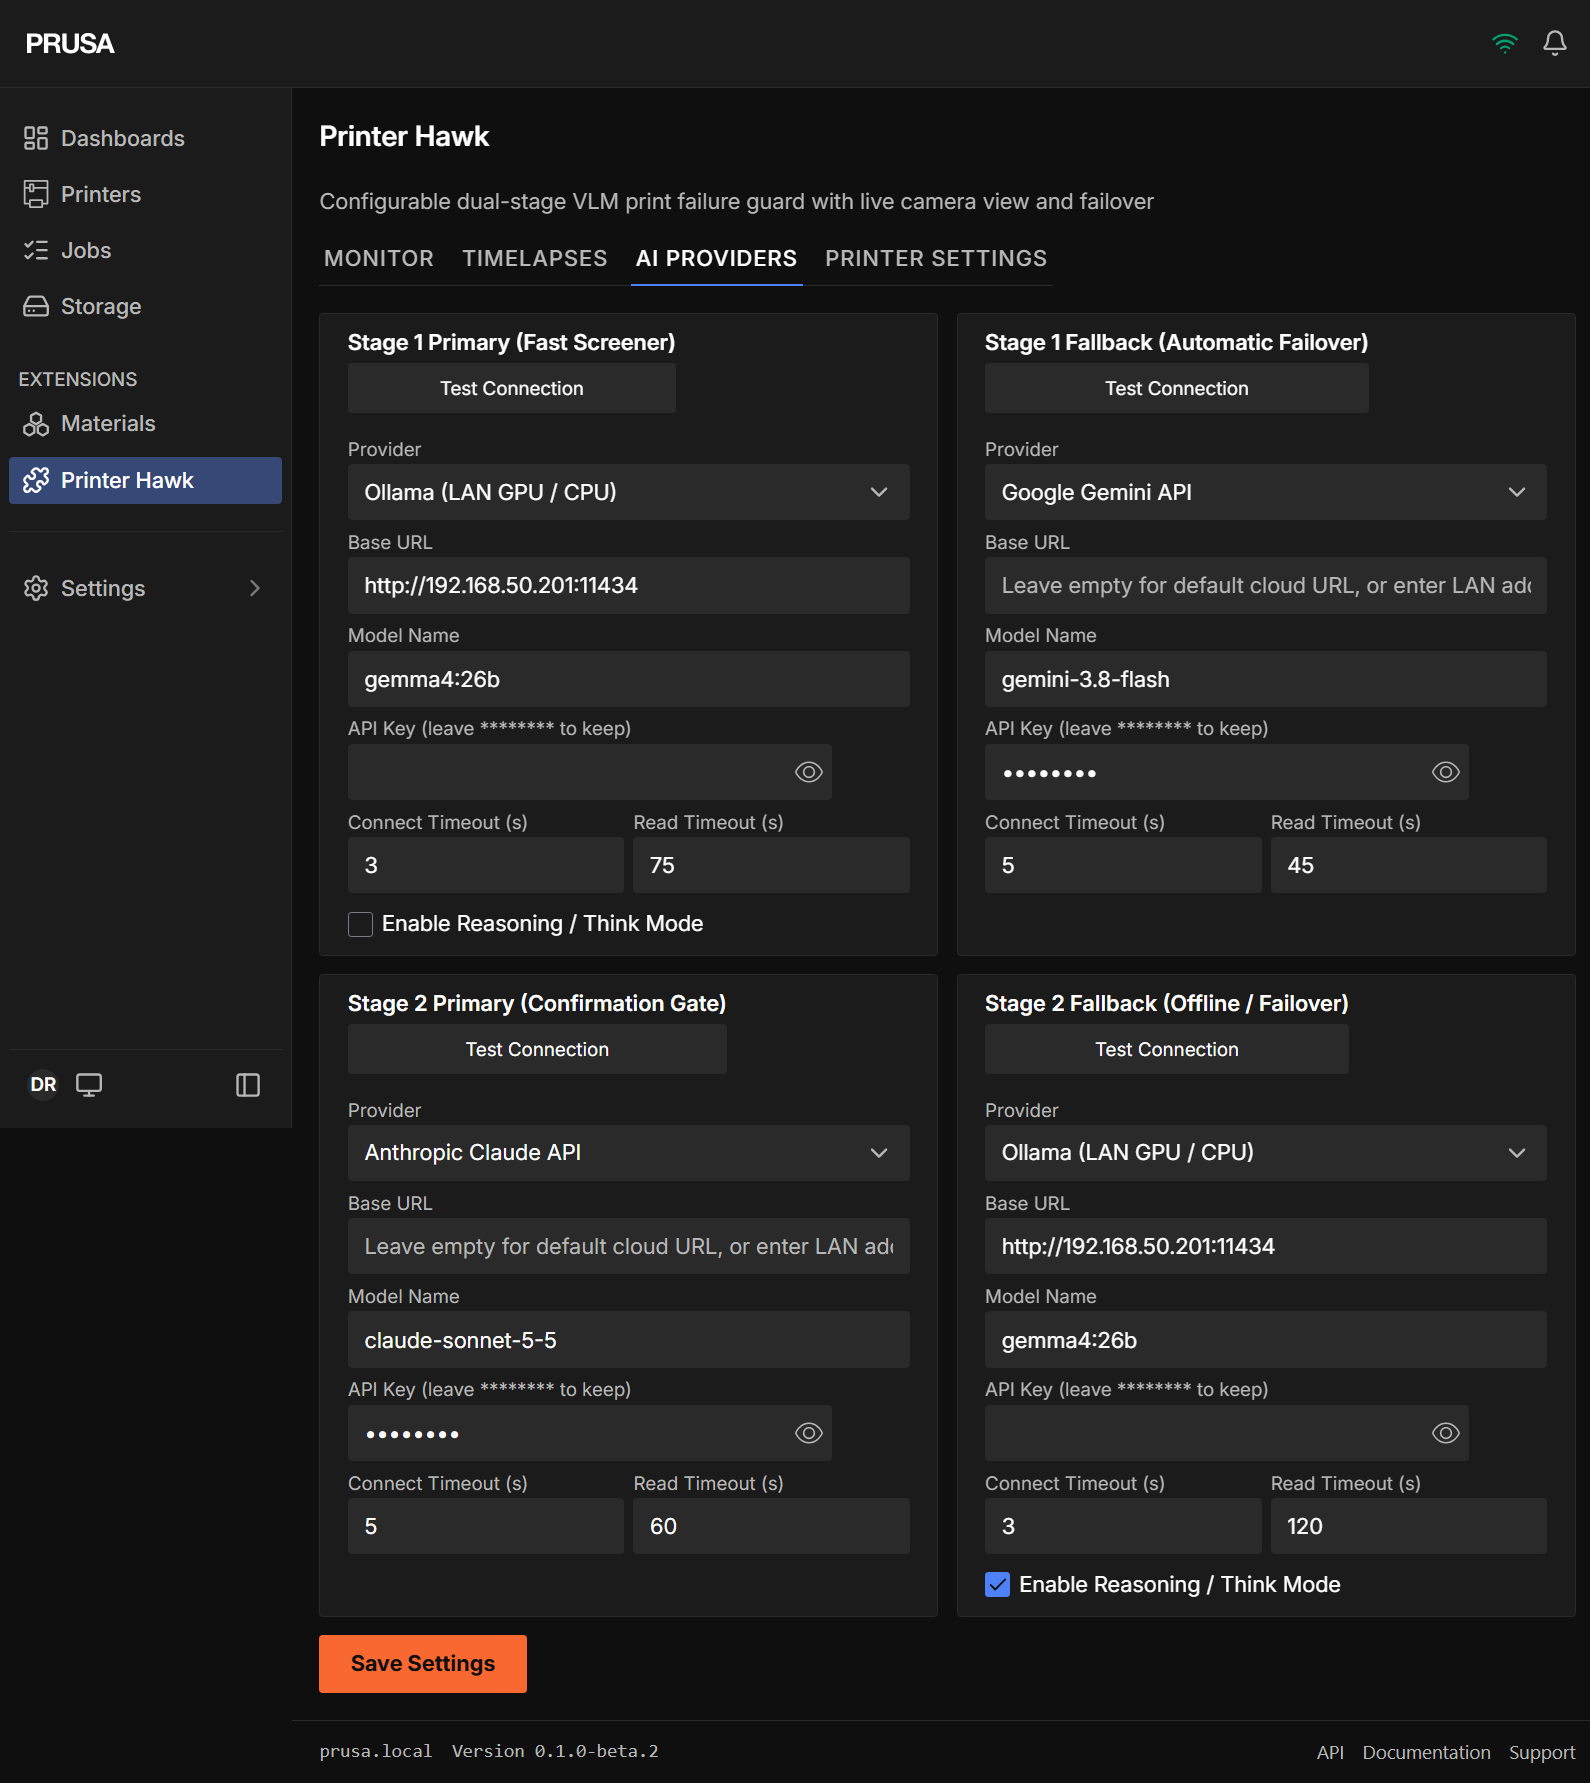 PRUSA
Dashboards
Printers
Jobs
Storage
EXTENSIONS
Materials
Printer Hawk
Settings
DR
Printer Hawk
Configurable dual-stage VLM print failure guard with live camera view and failover
MONITOR TIMELAPSES AI PROVIDERS PRINTER SETTINGS
Stage 1 Primary (Fast Screener)
Test Connection
Provider
Ollama (LAN GPU / CPU)
Base URL
http://192.168.50.201:11434
Model Name
gemma4:26b
API Key (leave ******** to keep)
Connect Timeout (s) Read Timeout (s)
3 75
Enable Reasoning / Think Mode
Stage 1 Fallback (Automatic Failover)
Test Connection
Provider
Google Gemini API
Base URL
Leave empty for default cloud URL, or enter LAN
Model Name
gemini-3.8-flash
API Key (leave ******** to keep)
••••••••
Connect Timeout (s) Read Timeout (s)
5 45
Stage 2 Primary (Confirmation Gate)
Test Connection
Provider
Anthropic Claude API
Base URL
Leave empty for default cloud URL, or enter LAN
Model Name
claude-sonnet-5-5
API Key (leave ******** to keep)
••••••••
Connect Timeout (s) Read Timeout (s)
5 60
Stage 2 Fallback (Offline / Failover)
Test Connection
Provider
Ollama (LAN GPU / CPU)
Base URL
http://192.168.50.201:11434
Model Name
gemma4:26b
API Key (leave ******** to keep)
Connect Timeout (s) Read Timeout (s)
3 120
Enable Reasoning / Think Mode
Save Settings
prusa.local Version 0.1.0-beta.2
API Documentation Support